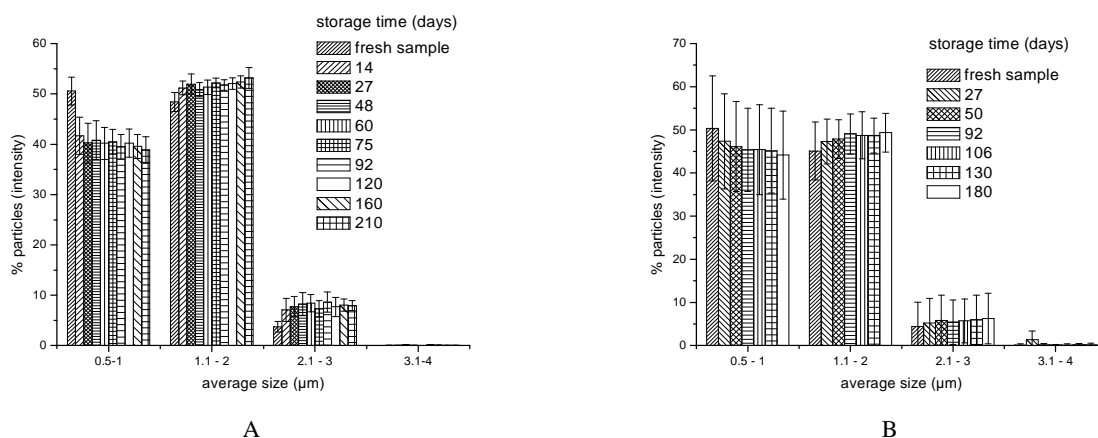 storage time (days)
fresh sample
14
27
48
60
75
92
120
160
210
60
50
40
30
20
10
0
% particles (intensity)
0.5-1
1.1 - 2
2.1 - 3
3.1-4
average size (μm)
A
storage time (days)
fresh sample
27
50
92
106
130
180
70
60
50
40
30
20
10
0
% particles (intensity)
0.5 - 1
1.1 - 2
2.1 - 3
3.1 - 4
average size (μm)
B